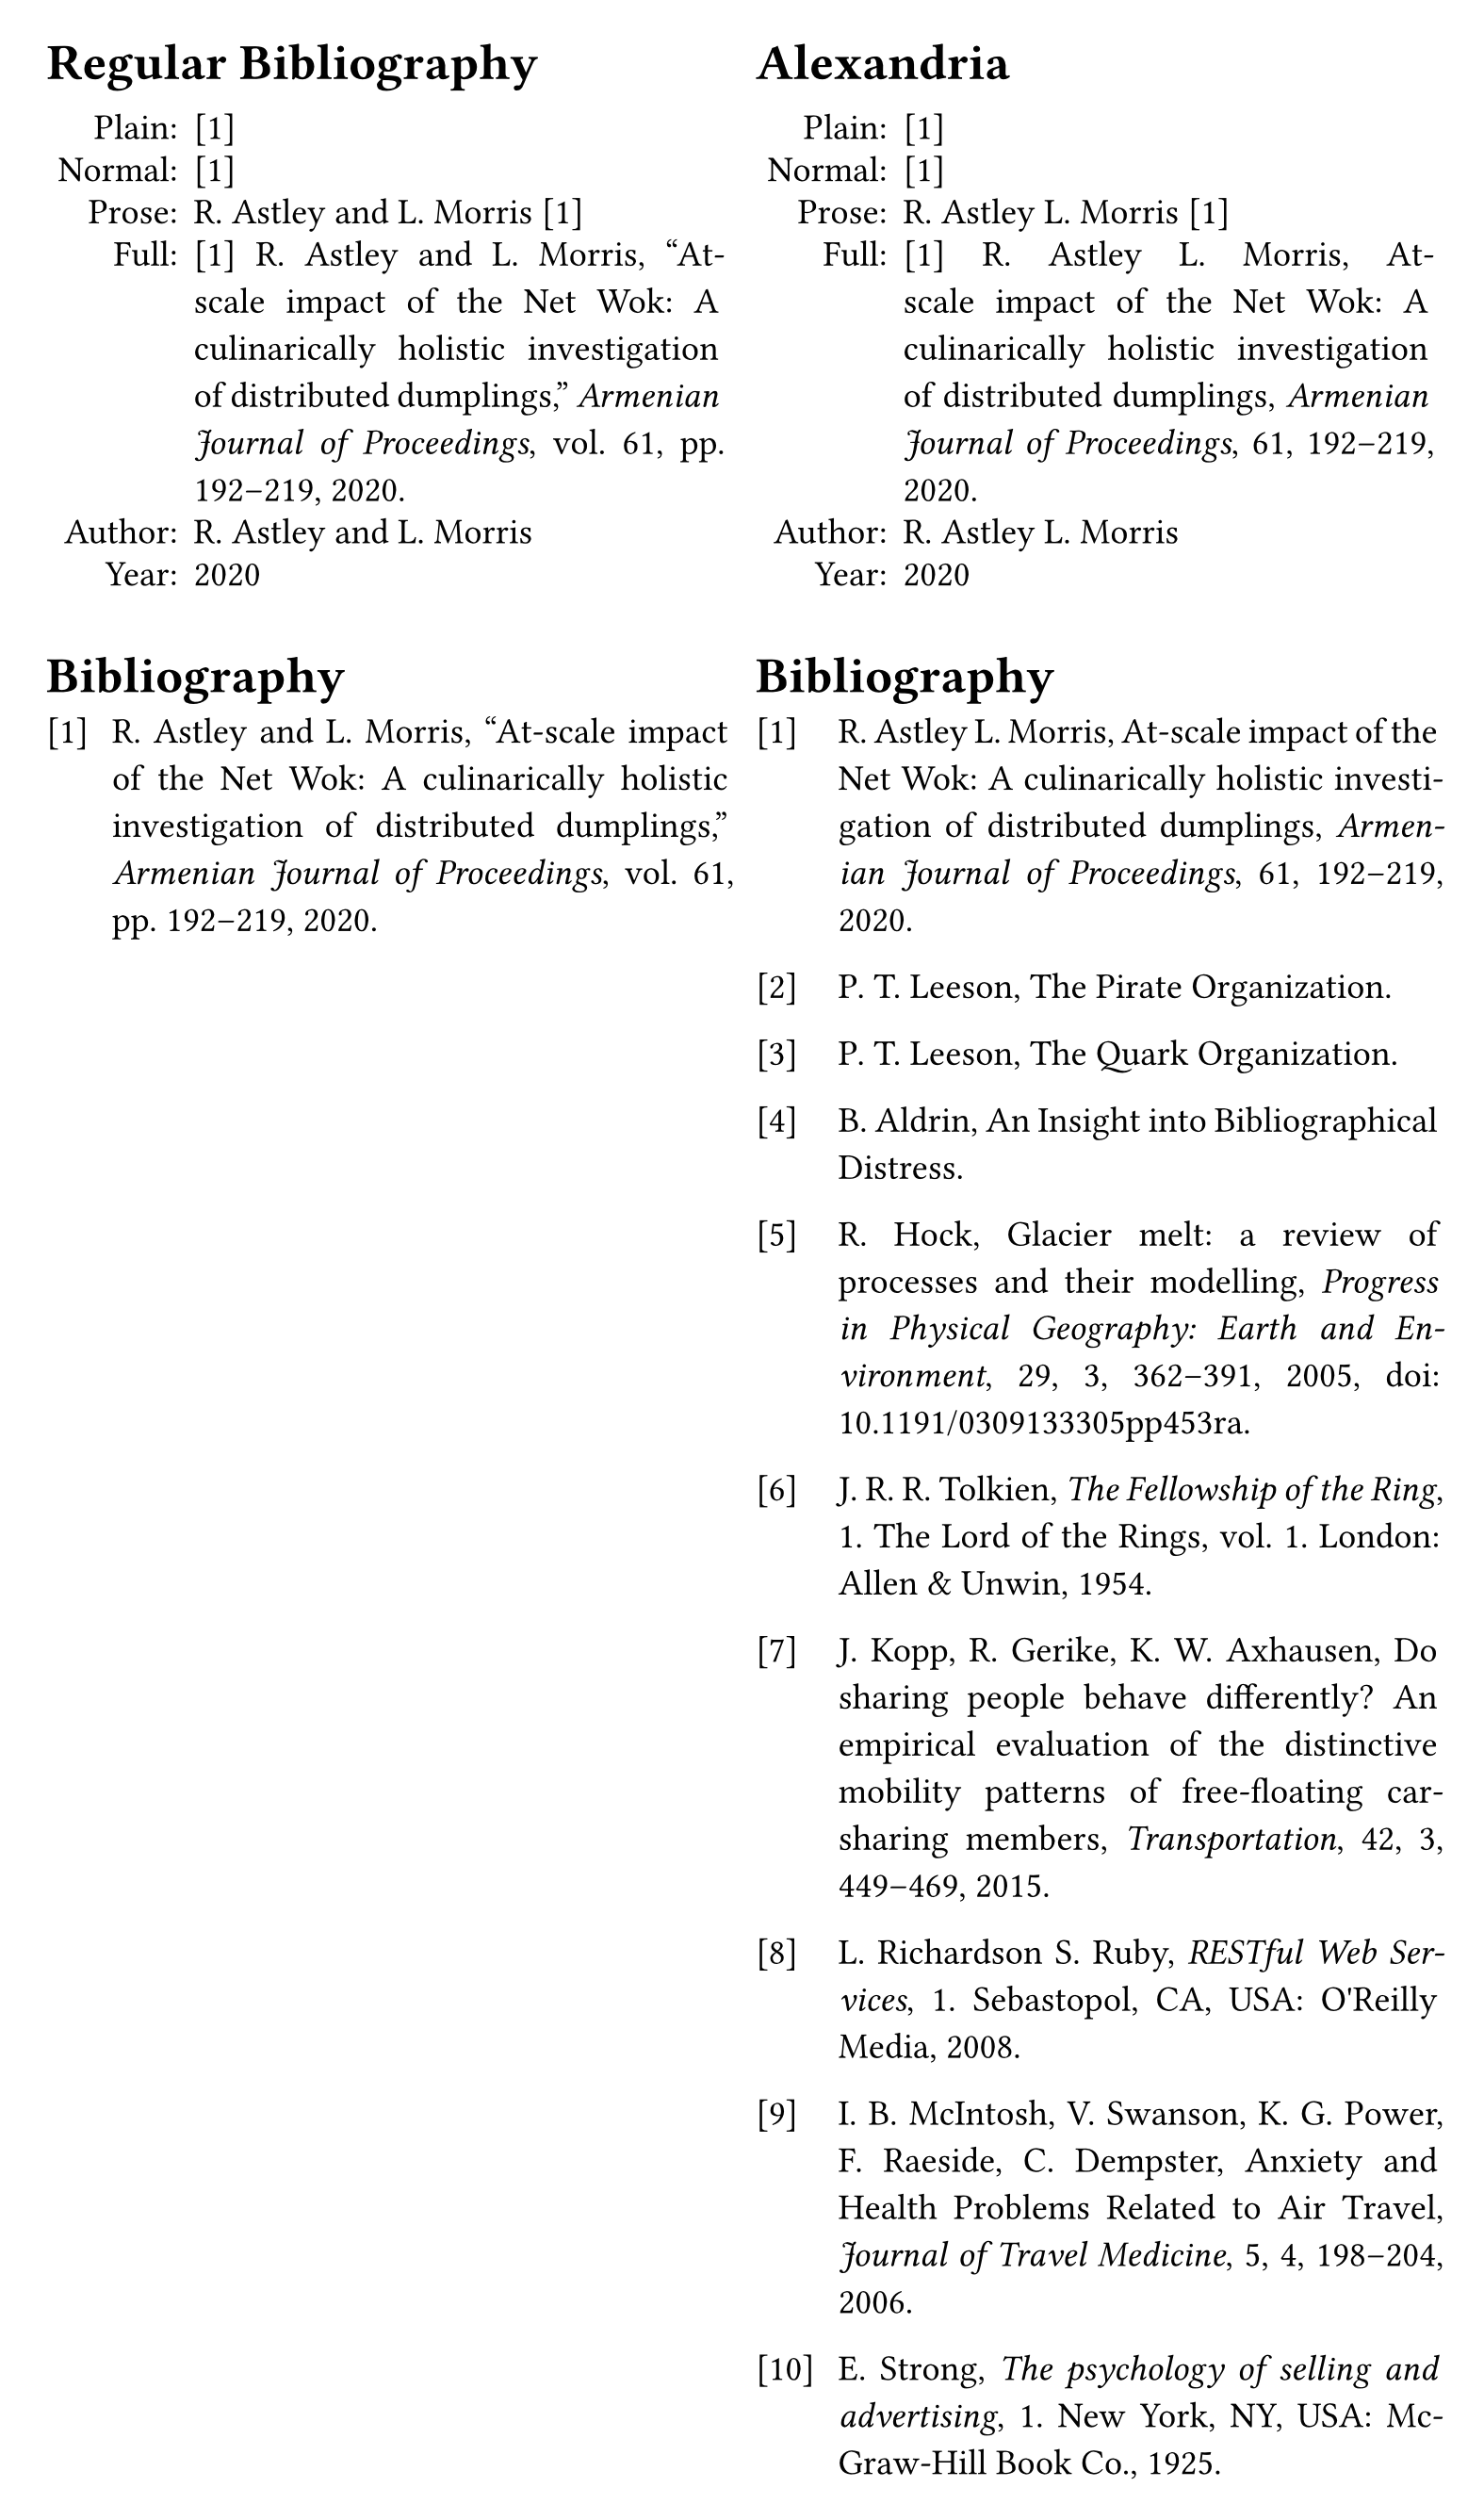 Regular Bibliography
Plain: [1]
Normal: [1]
Prose: R. Astley and L. Morris [1]
Full: [1] R. Astley and L. Morris, “At-
scale impact of the Net Wok: A
culinarically holistic investigation
of distributed dumplings,” Armenian
Journal of Proceedings, vol. 61, pp.
192–219, 2020.
Author: R. Astley and L. Morris
Year: 2020
Bibliography
[1] R. Astley and L. Morris, “At-scale impact
of the Net Wok: A culinarically holistic
investigation of distributed dumplings,”
Armenian Journal of Proceedings, vol. 61,
pp. 192–219, 2020.
Alexandria
Plain: [1]
Normal: [1]
Prose: R. Astley L. Morris [1]
Full: [1] R. Astley L. Morris, At-
scale impact of the Net Wok: A
culinarically holistic investigation
of distributed dumplings, Armenian
Journal of Proceedings, 61, 192–219,
2020.
Author: R. Astley L. Morris
Year: 2020
Bibliography
[1] R. Astley L. Morris, At-scale impact of the
Net Wok: A culinarically holistic investi-
gation of distributed dumplings, Armen-
ian Journal of Proceedings, 61, 192–219,
2020.
[2] P. T. Leeson, The Pirate Organization.
[3] P. T. Leeson, The Quark Organization.
[4] B. Aldrin, An Insight into Bibliographical
Distress.
[5] R. Hock, Glacier melt: a review of
processes and their modelling, Progress
in Physical Geography: Earth and En-
vironment, 29, 3, 362–391, 2005, doi:
10.1191/0309133305pp453ra.
[6] J. R. R. Tolkien, The Fellowship of the Ring,
1. The Lord of the Rings, vol. 1. London:
Allen & Unwin, 1954.
[7] J. Kopp, R. Gerike, K. W. Axhausen, Do
sharing people behave differently? An
empirical evaluation of the distinctive
mobility patterns of free-floating car-
sharing members, Transportation, 42, 3,
449–469, 2015.
[8] L. Richardson S. Ruby, RESTful Web Ser-
vices, 1. Sebastopol, CA, USA: O'Reilly
Media, 2008.
[9] I. B. McIntosh, V. Swanson, K. G. Power,
F. Raeside, C. Dempster, Anxiety and
Health Problems Related to Air Travel,
Journal of Travel Medicine, 5, 4, 198–204,
2006.
[10] E. Strong, The psychology of selling and
advertising, 1. New York, NY, USA: Mc-
Graw-Hill Book Co., 1925.